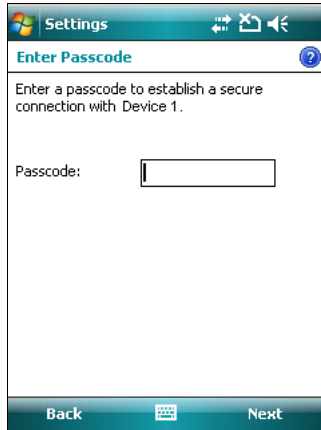 Settings
Enter Passcode
?
Enter a passcode to establish a secure
connection with Device 1.
Passcode:
Back Next